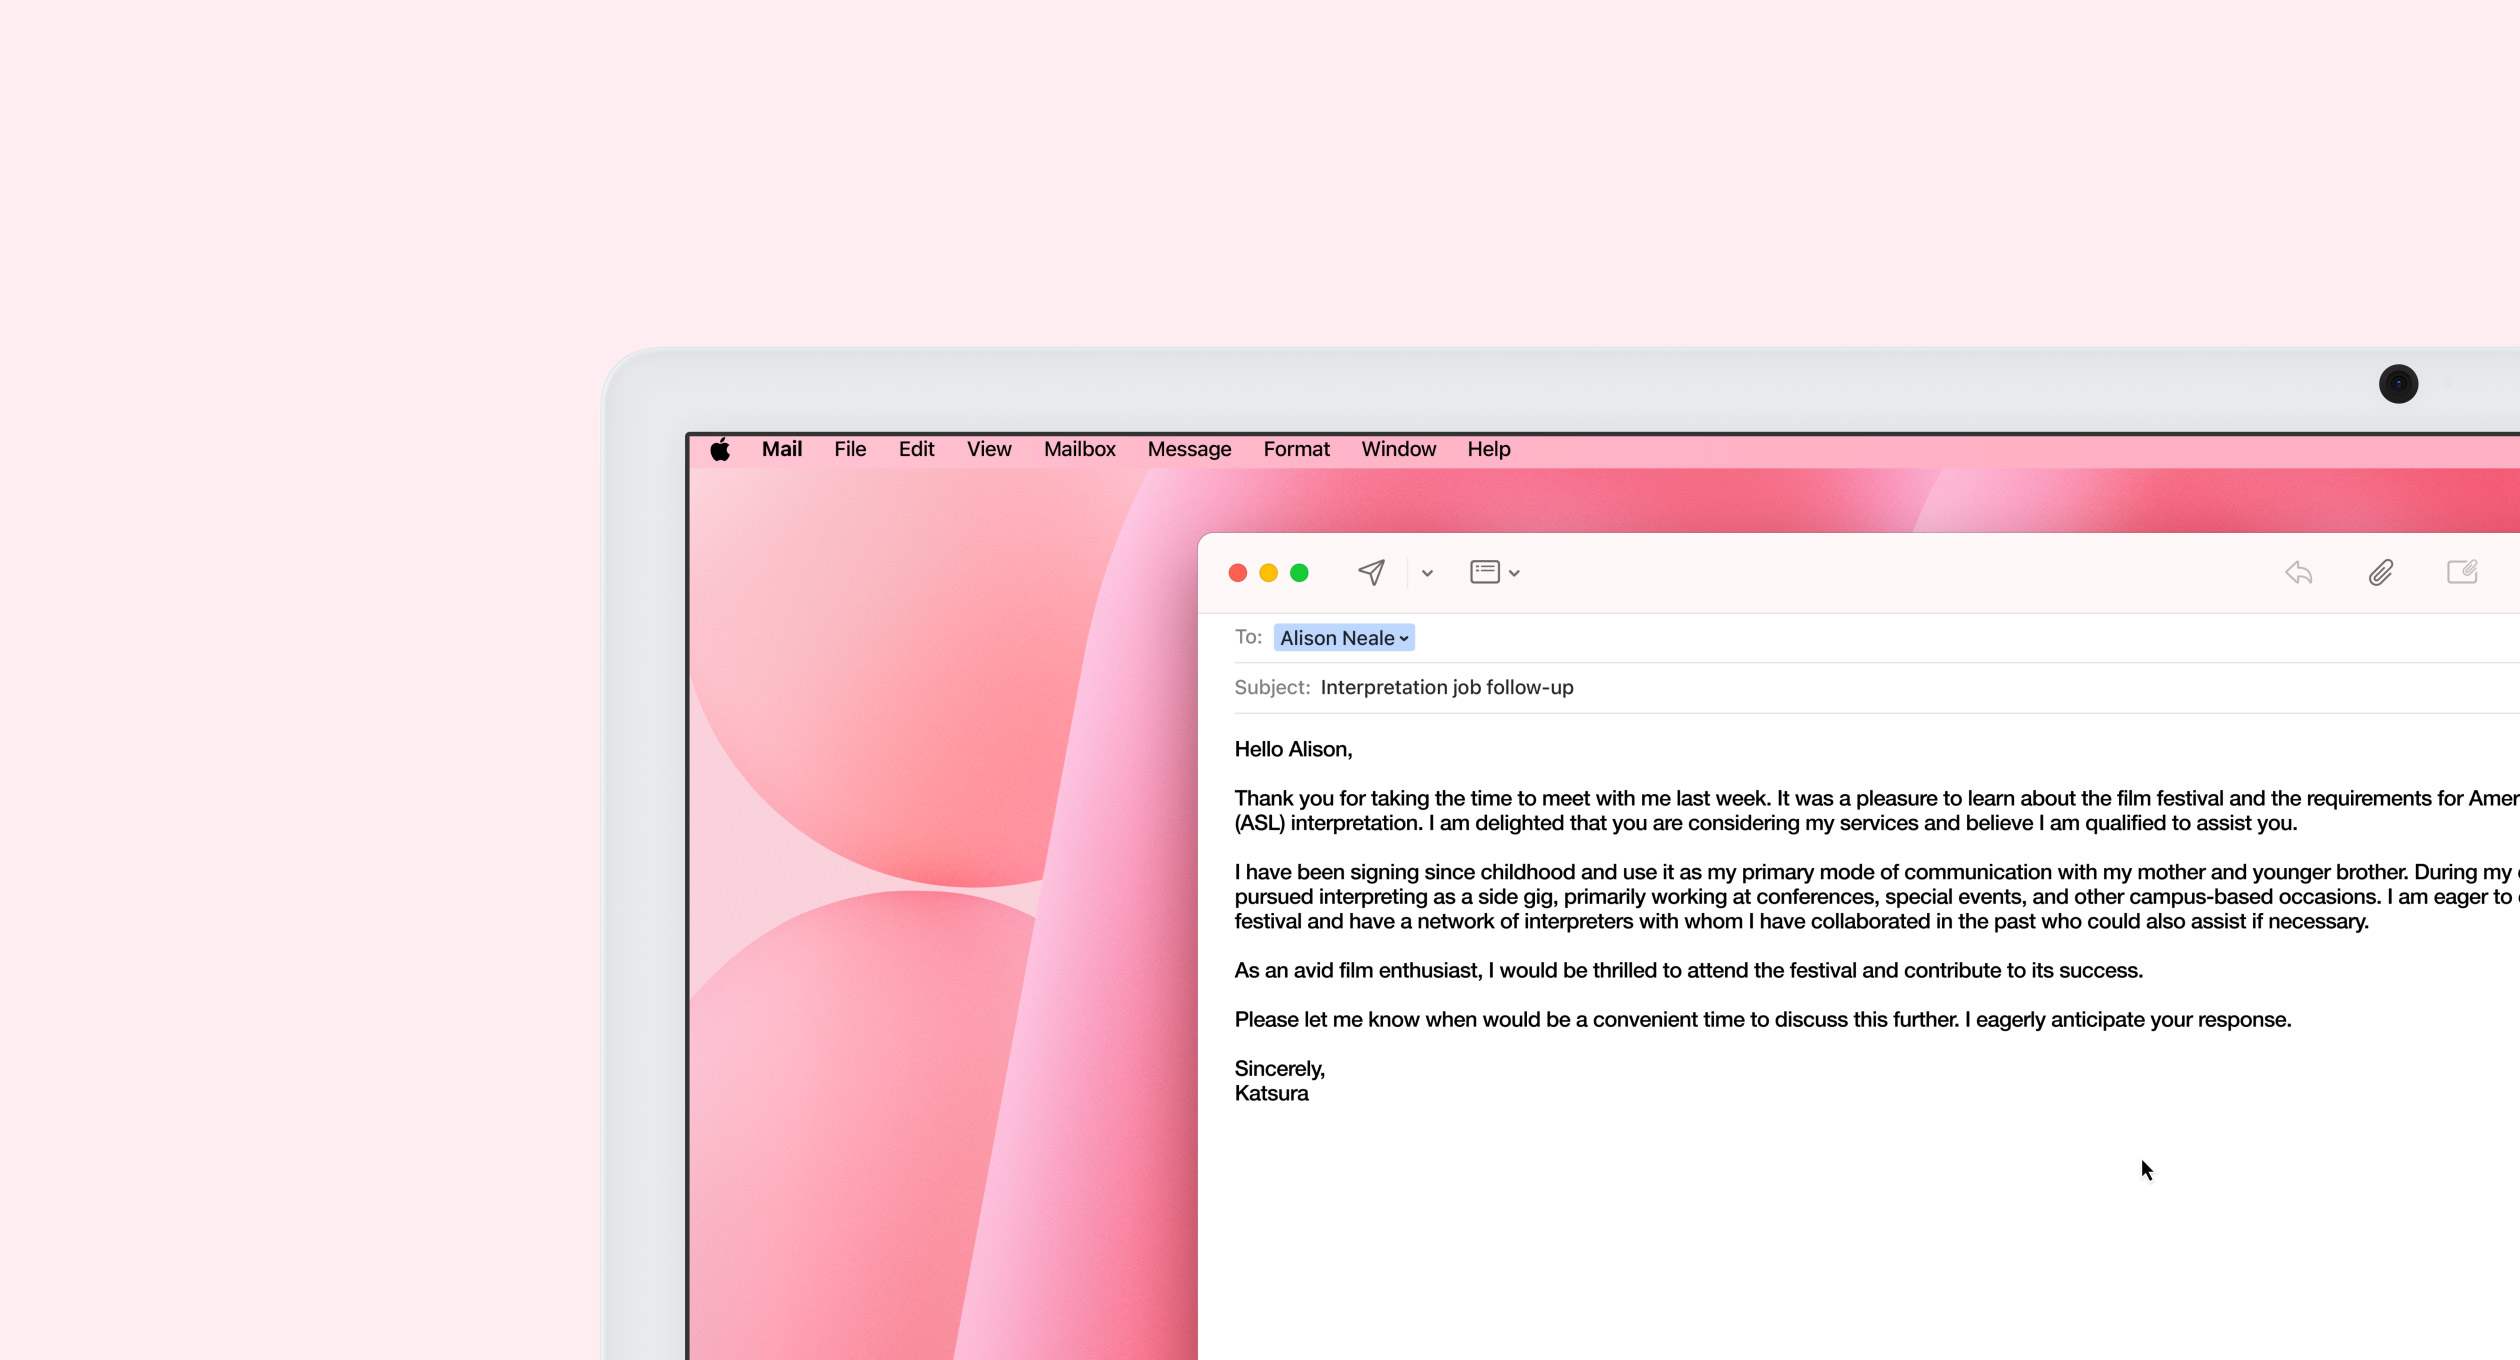 Mail File Edit View Mailbox Message Format Window Help
To: Alison Neale
Subject: Interpretation job follow-up
Hello Alison,
Thank you for taking the time to meet with me last week. It was a pleasure to learn about the film festival and the requirements for
(ASL) interpretation. I am delighted that you are considering my services and believe I am qualified to assist you.
I have been signing since childhood and use it as my primary mode of communication with my mother and younger brother. During my
pursued interpreting as a side gig, primarily working at conferences, special events, and other campus-based occasions. I am eager to
festival and have a network of interpreters with whom I have collaborated in the past who could also assist if necessary.
As an avid film enthusiast, I would be thrilled to attend the festival and contribute to its success.
Please let me know when would be a convenient time to discuss this further. I eagerly anticipate your response.
Sincerely,
Katsura